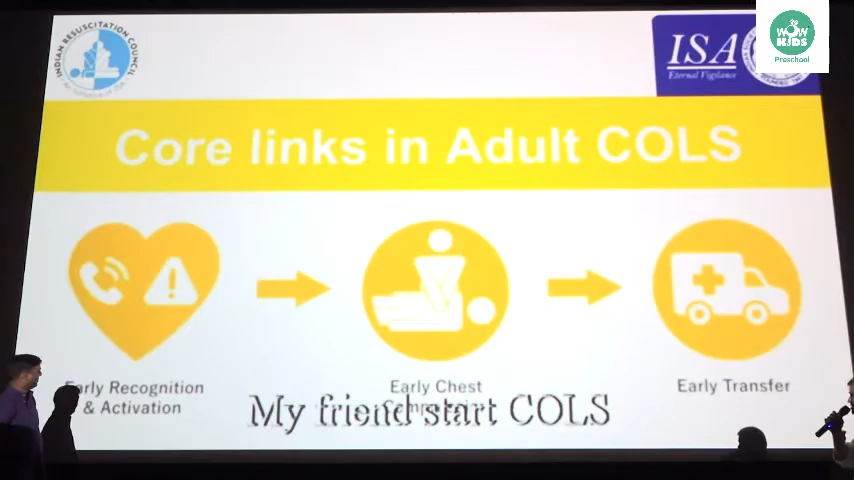 INDIAN RESUSCITATION COUNCIL
ISA
Eternal Vigilance
WOW
KiDS
Preschool
Core links in Adult COLS
Early Recognition
& Activation
Early Chest
Early Transfer
My friend start COLS